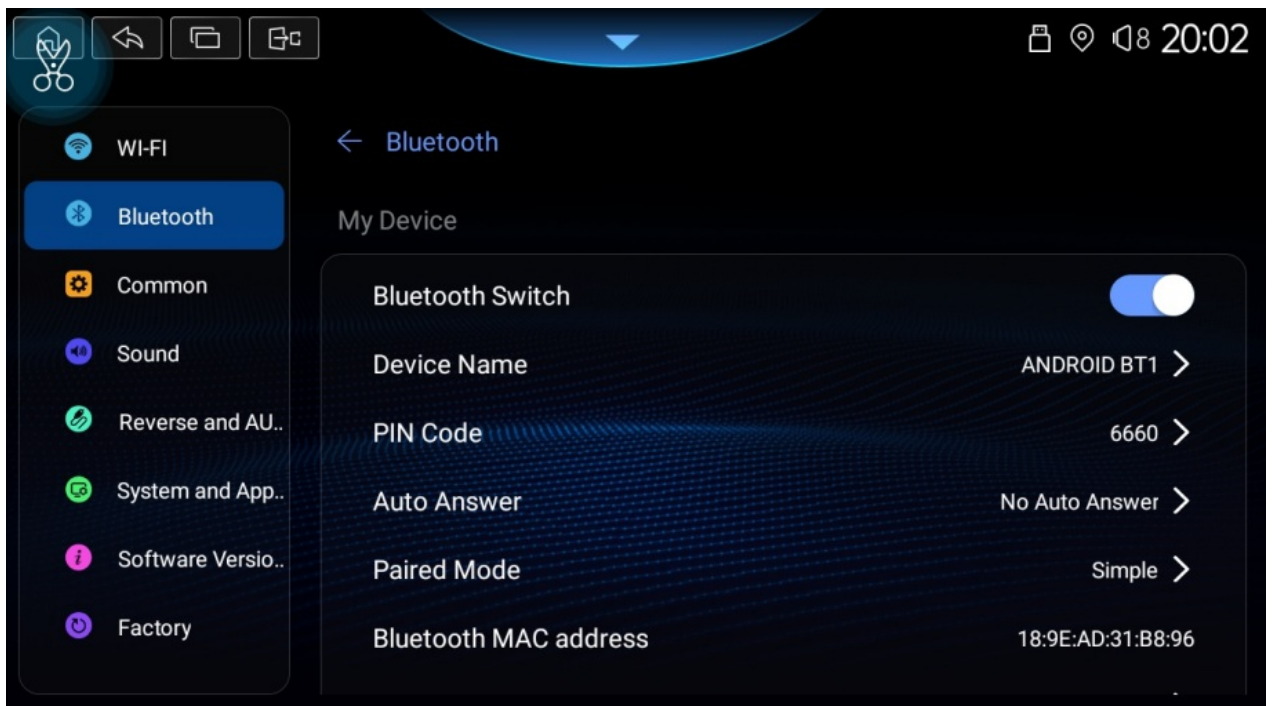 8 20:02
WI-FI
Bluetooth
Common
Sound
Reverse and AU..
System and App..
Software Versio..
Factory
Bluetooth
My Device
Bluetooth Switch
Device Name ANDROID BT1
PIN Code 6660
Auto Answer No Auto Answer
Paired Mode Simple
Bluetooth MAC address 18:9E:AD:31:B8:96